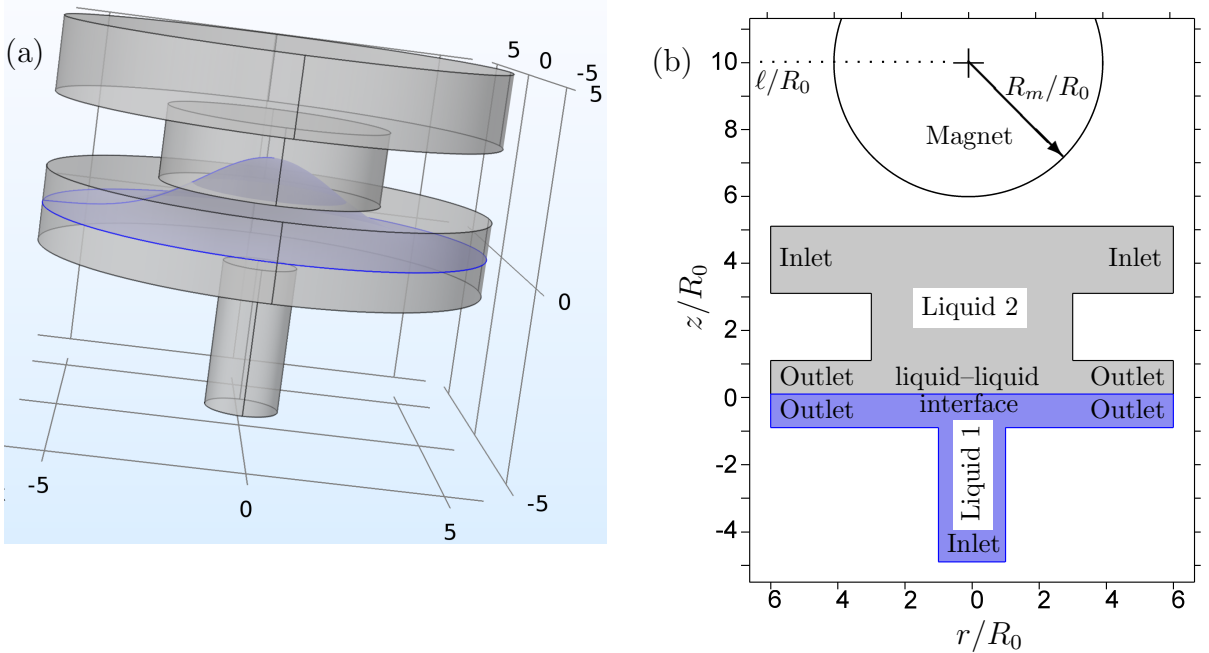 (a)
5
0
-5
5
0
-5
-5
0
5
(b)
10
8
6
4
2
0
-2
-4
z/R₀
ℓ/R₀
Rₘ/R₀
Magnet
Inlet Inlet
Liquid 2
Outlet liquid–liquid Outlet
Outlet interface Outlet
Liquid 1
Inlet
6 4 2 0 2 4 6
r/R₀